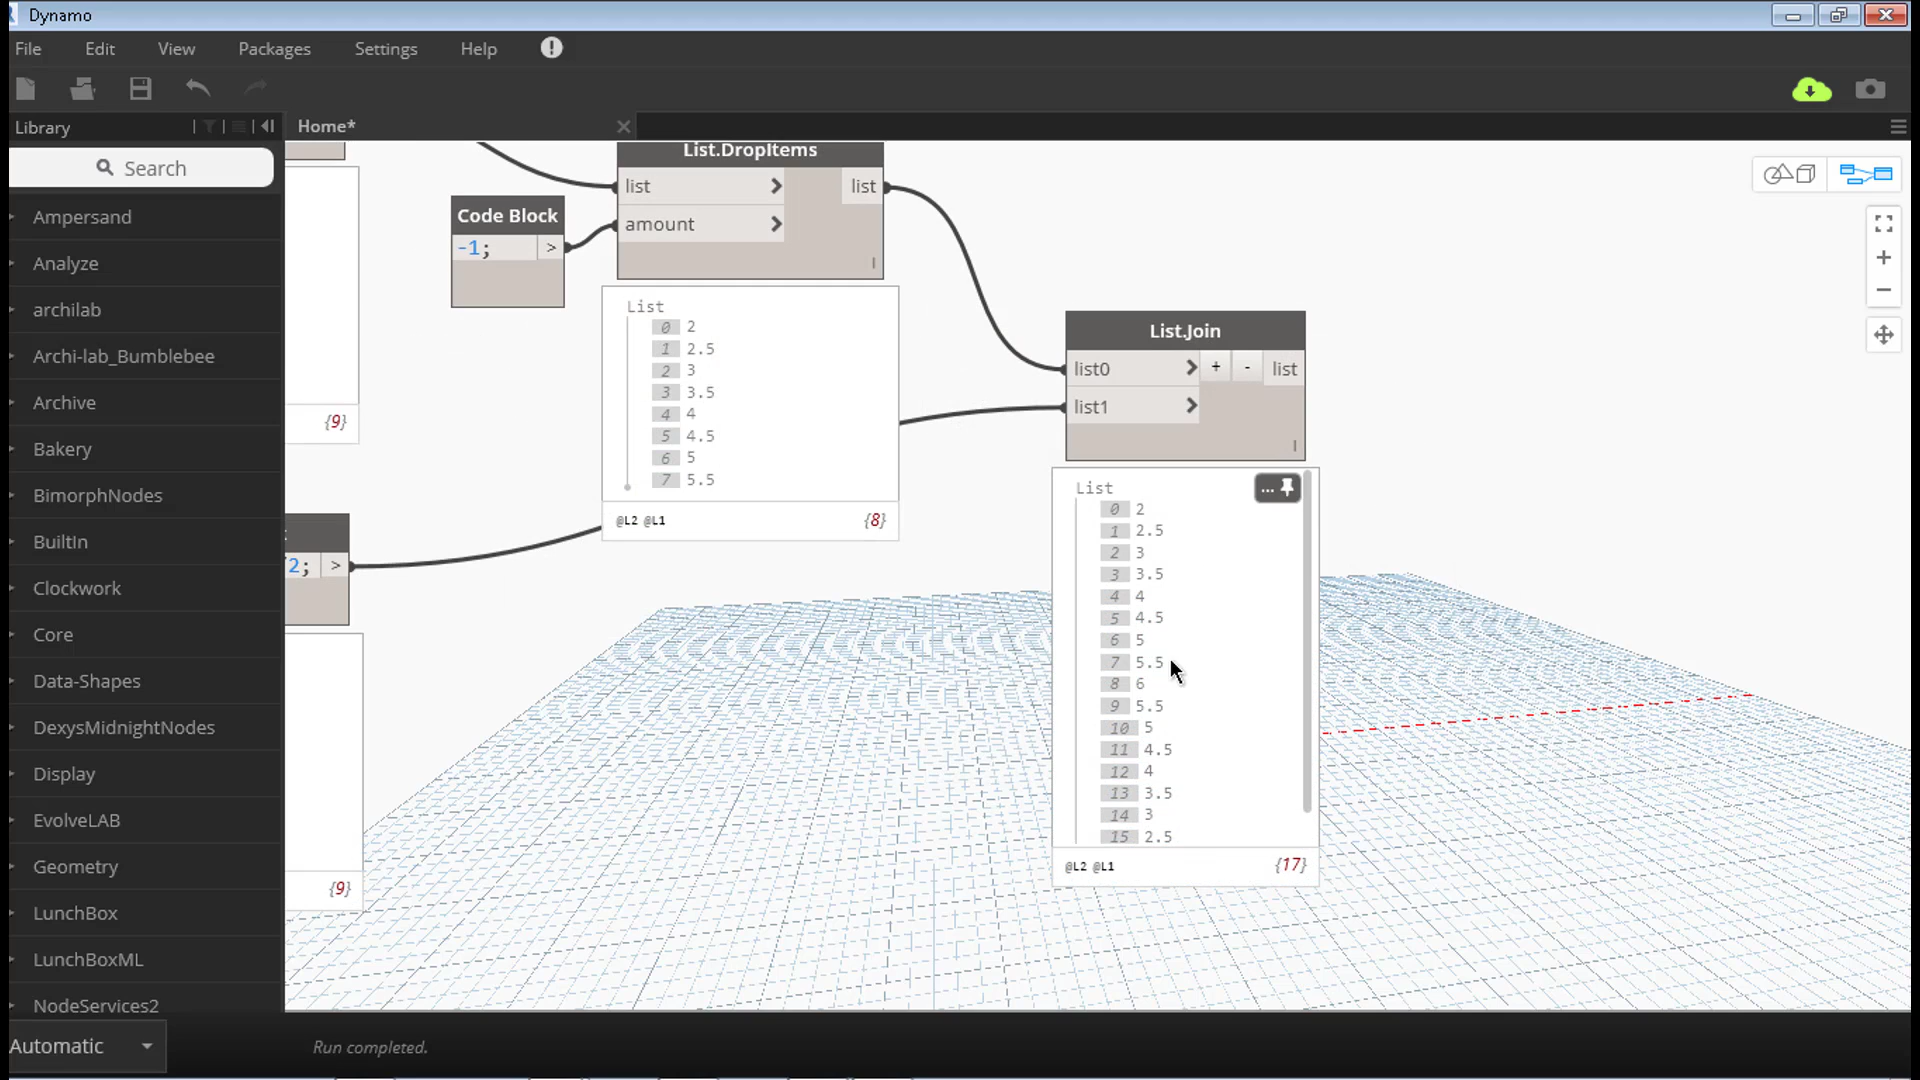 Dynamo
File Edit View Packages Settings Help
Library
Home*
Search
Ampersand
Analyze
archilab
Archi-lab_Bumblebee
Archive
Bakery
BimorphNodes
BuiltIn
Clockwork
Core
Data-Shapes
DexysMidnightNodes
Display
EvolveLAB
Geometry
LunchBox
LunchBoxML
NodeServices2
Automatic
Run completed.
{9}
2; >
{9}
Code Block
-1; >
List.DropItems
list > list
amount >
l
List
0 2
1 2.5
2 3
3 3.5
4 4
5 4.5
6 5
7 5.5
@L2 @L1 {8}
List.Join
list0 > + - list
list1 >
l
List ...
0 2
1 2.5
2 3
3 3.5
4 4
5 4.5
6 5
7 5.5
8 6
9 5.5
10 5
11 4.5
12 4
13 3.5
14 3
15 2.5
@L2 @L1 {17}